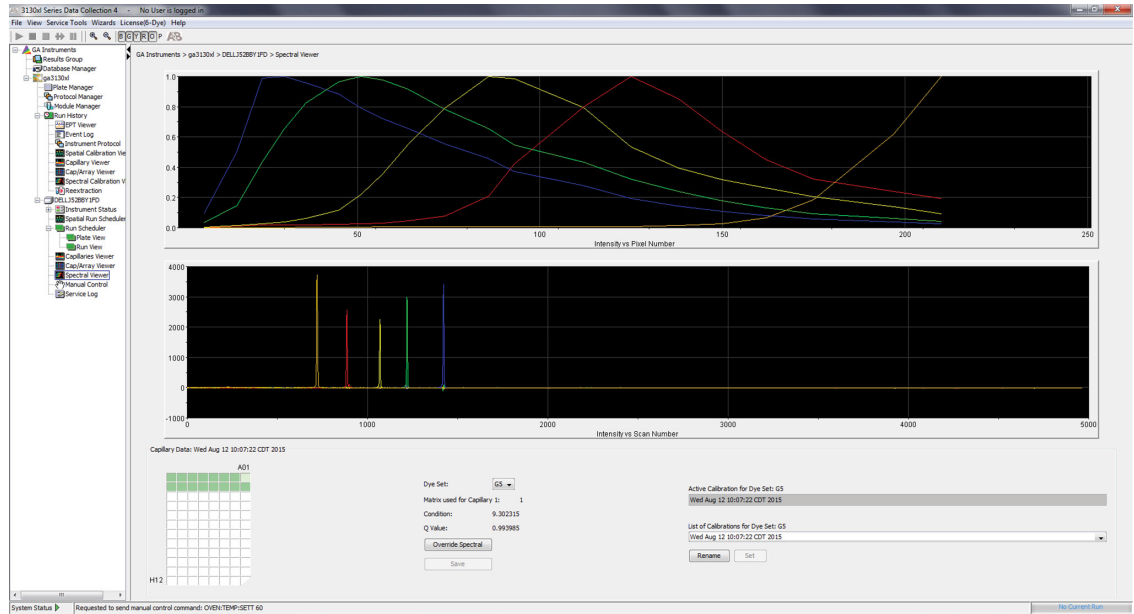 3130xl Series Data Collection 4 - No User is logged in
File View Service Tools Wizards License(6-Dye) Help
B G Y R O P
GA Instruments > ga3130xl > DELLJ52BBY1FD > Spectral Viewer
GA Instruments
Results Group
Database Manager
ga3130xl
Plate Manager
Protocol Manager
Module Manager
Run History
EPT Viewer
Event Log
Instrument Protocol
Spatial Calibration Vie
Capillary Viewer
Cap/Array Viewer
Spectral Calibration V
Reextraction
DELLJ52BBY1FD
Instrument Status
Spatial Run Scheduler
Run Scheduler
Plate View
Run View
Capillaries Viewer
Cap/Array Viewer
Spectral Viewer
Manual Control
Service Log
1.0
0.8
0.6
0.4
0.2
0.0
50 100 150 200 250
Intensity vs Pixel Number
4000
3000
2000
1000
0
-1000
0 1000 2000 3000 4000 5000
Intensity vs Scan Number
Capillary Data: Wed Aug 12 10:07:22 CDT 2015
A01
H12
Dye Set: G5
Matrix used for Capillary 1: 1
Condition: 9.302315
Q Value: 0.993985
Override Spectral
Save
Active Calibration for Dye Set: G5
Wed Aug 12 10:07:22 CDT 2015
List of Calibrations for Dye Set: G5
Wed Aug 12 10:07:22 CDT 2015
Rename Set
System Status Requested to send manual control command: OVEN:TEMP:SETT 60
No Current Run